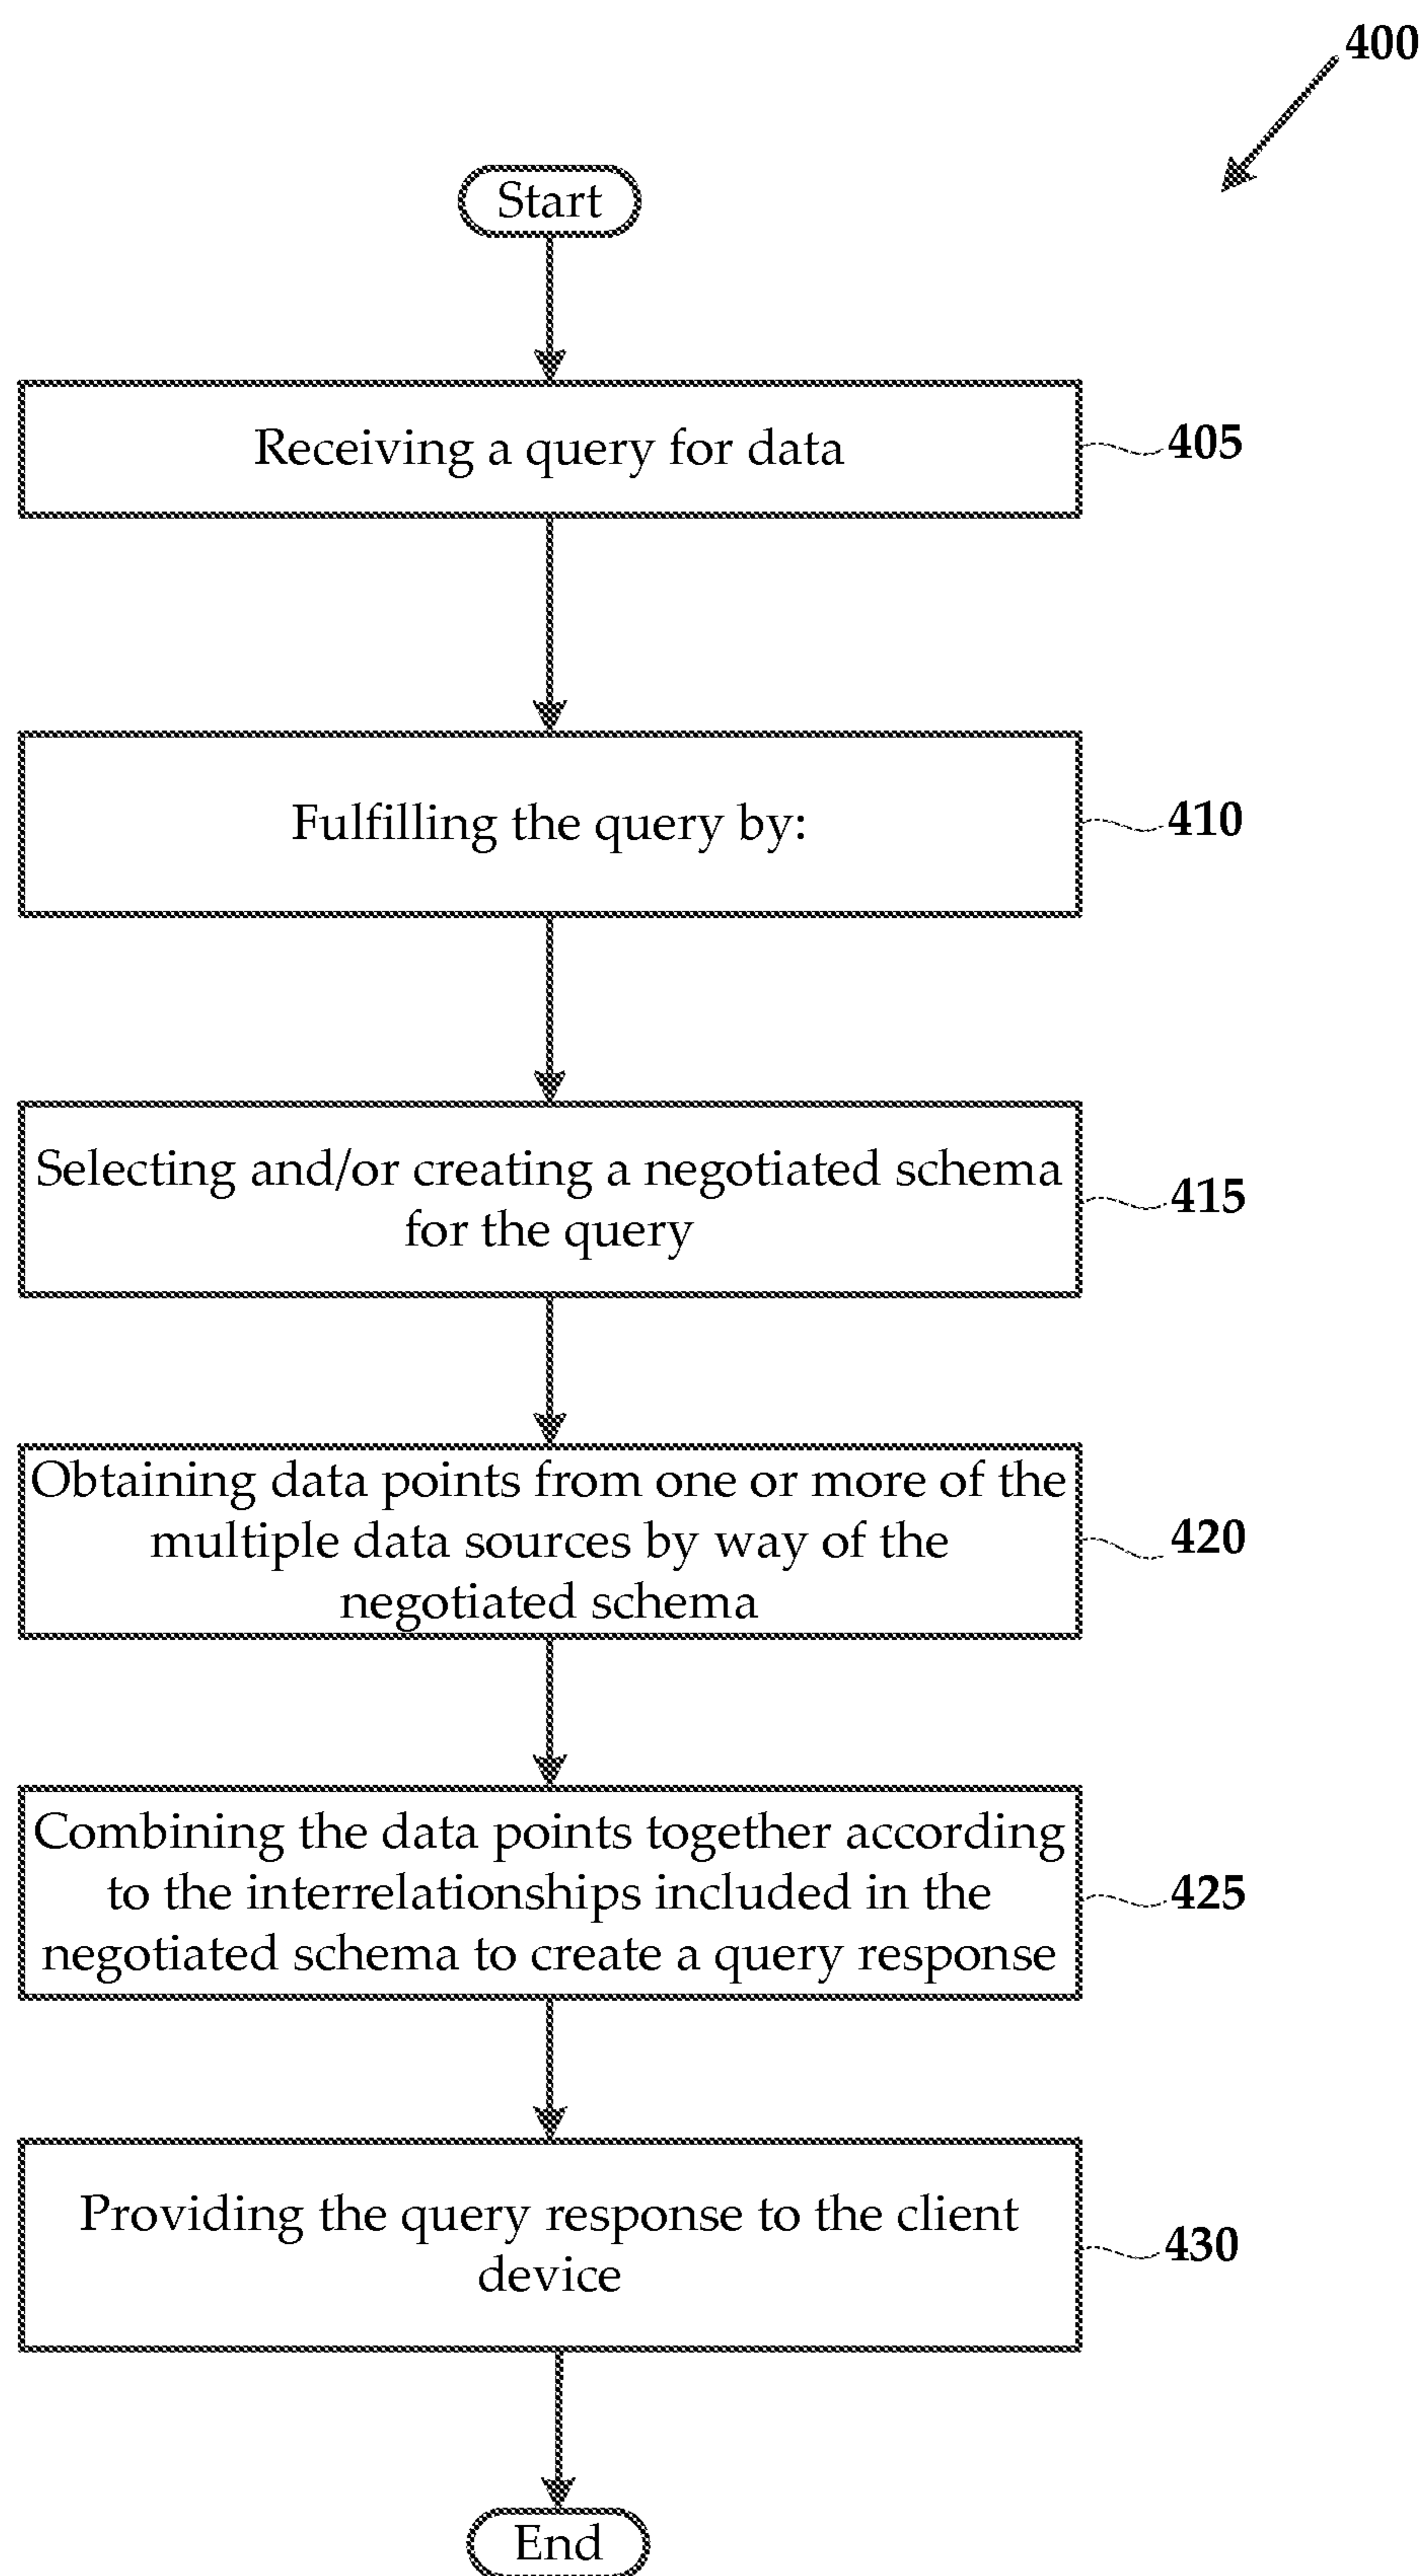 400
Start
Receiving a query for data
405
Fulfilling the query by:
410
Selecting and/or creating a negotiated schema
for the query
415
Obtaining data points from one or more of the
multiple data sources by way of the
negotiated schema
420
Combining the data points together according
to the interrelationships included in the
negotiated schema to create a query response
425
Providing the query response to the client
device
430
End